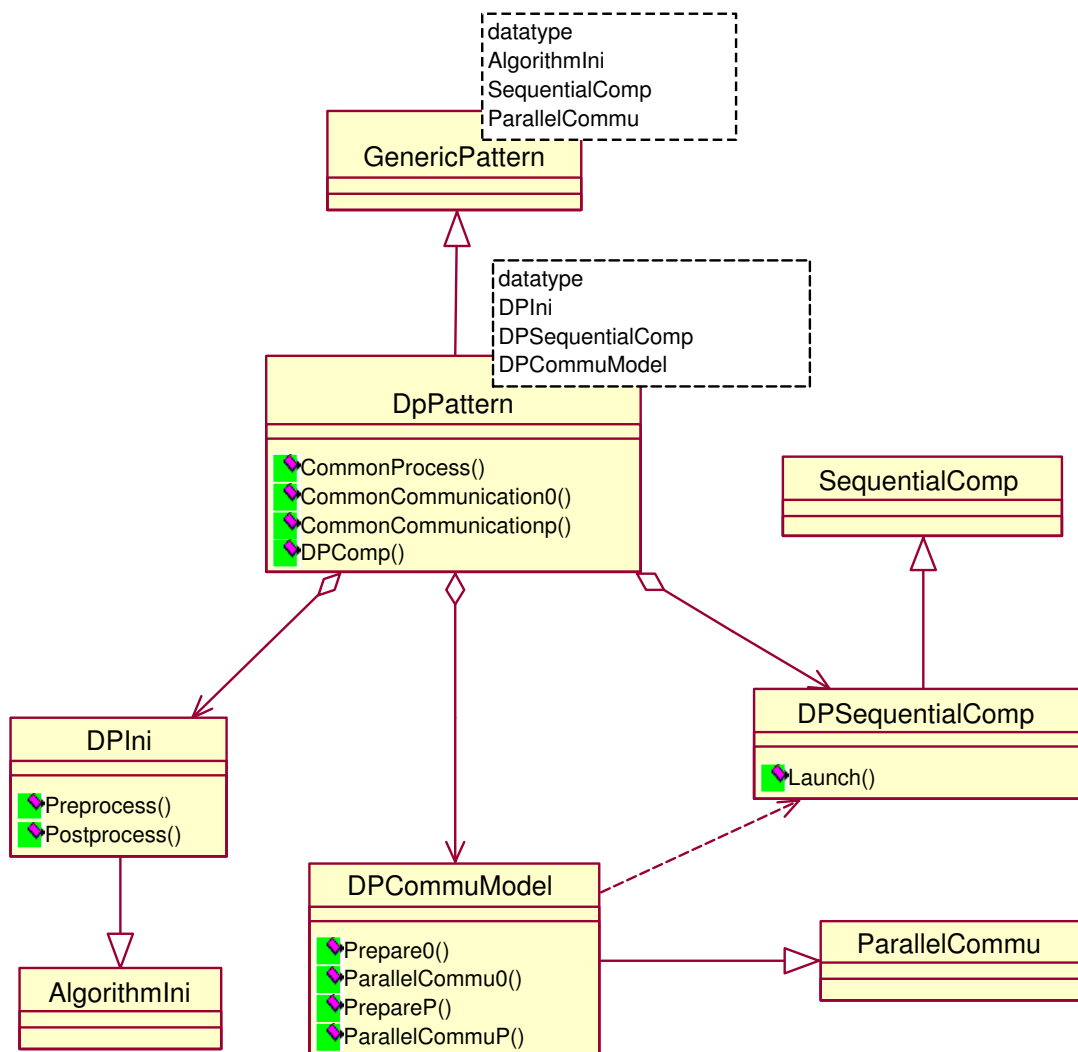 datatype
AlgorithmIni
SequentialComp
ParallelCommu
GenericPattern
datatype
DPIni
DPSequentialComp
DPCommuModel
DpPattern
CommonProcess()
CommonCommunication0()
CommonCommunicationp()
DPComp()
SequentialComp
DPSequentialComp
Launch()
DPIni
Preprocess()
Postprocess()
DPCommuModel
Prepare0()
ParallelCommu0()
PrepareP()
ParallelCommuP()
ParallelCommu
AlgorithmIni